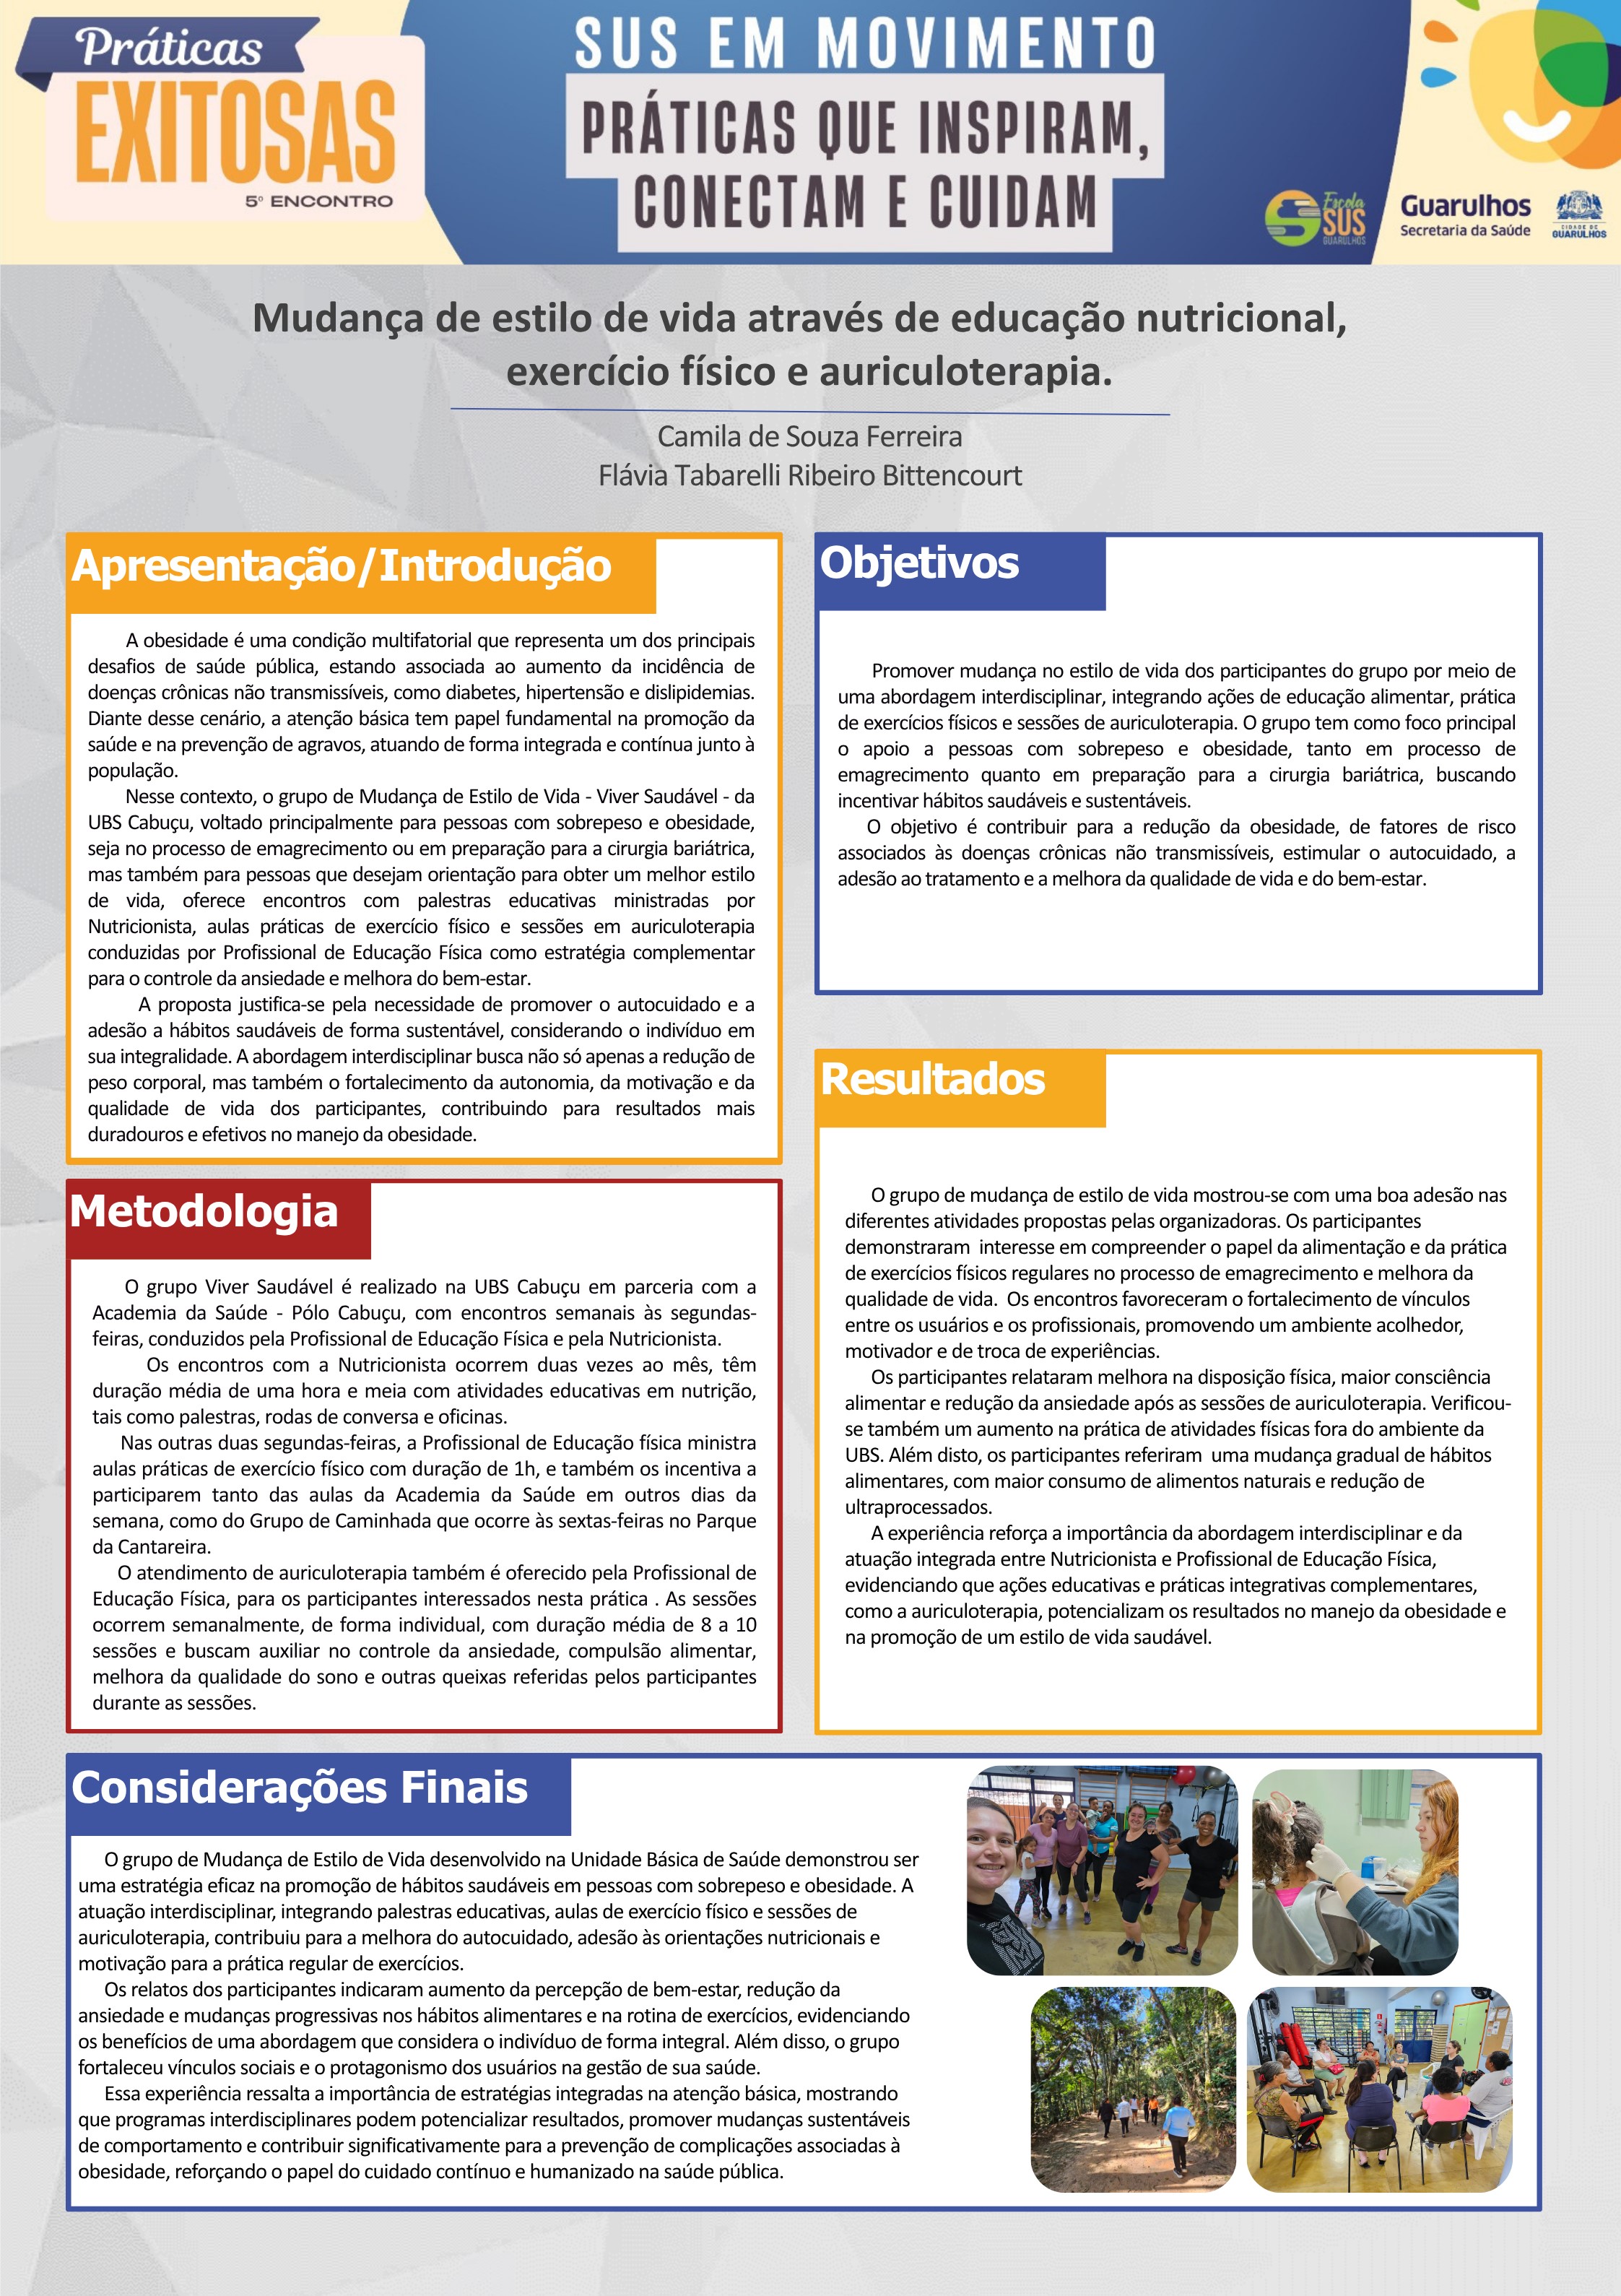 Práticas
EXITOSAS
5º ENCONTRO
SUS EM MOVIMENTO
PRÁTICAS QUE INSPIRAM,
CONECTAM E CUIDAM
Escola
SUS
GUARULHOS
Guarulhos
Secretaria da Saúde
CIDADE DE
GUARULHOS
Mudança de estilo de vida através de educação nutricional,
exercício físico e auriculoterapia.
Camila de Souza Ferreira
Flávia Tabarelli Ribeiro Bittencourt
Apresentação/Introdução
A obesidade é uma condição multifatorial que representa um dos principais
desafios de saúde pública, estando associada ao aumento da incidência de
doenças crônicas não transmissíveis, como diabetes, hipertensão e dislipidemias.
Diante desse cenário, a atenção básica tem papel fundamental na promoção da
saúde e na prevenção de agravos, atuando de forma integrada e contínua junto à
população.
Nesse contexto, o grupo de Mudança de Estilo de Vida - Viver Saudável - da
UBS Cabuçu, voltado principalmente para pessoas com sobrepeso e obesidade,
seja no processo de emagrecimento ou em preparação para a cirurgia bariátrica,
mas também para pessoas que desejam orientação para obter um melhor estilo
de vida, oferece encontros com palestras educativas ministradas por
Nutricionista, aulas práticas de exercício físico e sessões em auriculoterapia
conduzidas por Profissional de Educação Física como estratégia complementar
para o controle da ansiedade e melhora do bem-estar.
A proposta justifica-se pela necessidade de promover o autocuidado e a
adesão a hábitos saudáveis de forma sustentável, considerando o indivíduo em
sua integralidade. A abordagem interdisciplinar busca não só apenas a redução de
peso corporal, mas também o fortalecimento da autonomia, da motivação e da
qualidade de vida dos participantes, contribuindo para resultados mais
duradouros e efetivos no manejo da obesidade.
Objetivos
Promover mudança no estilo de vida dos participantes do grupo por meio de
uma abordagem interdisciplinar, integrando ações de educação alimentar, prática
de exercícios físicos e sessões de auriculoterapia. O grupo tem como foco principal
o apoio a pessoas com sobrepeso e obesidade, tanto em processo de
emagrecimento quanto em preparação para a cirurgia bariátrica, buscando
incentivar hábitos saudáveis e sustentáveis.
O objetivo é contribuir para a redução da obesidade, de fatores de risco
associados às doenças crônicas não transmissíveis, estimular o autocuidado, a
adesão ao tratamento e a melhora da qualidade de vida e do bem-estar.
Metodologia
O grupo Viver Saudável é realizado na UBS Cabuçu em parceria com a
Academia da Saúde - Pólo Cabuçu, com encontros semanais às segundas-
feiras, conduzidos pela Profissional de Educação Física e pela Nutricionista.
Os encontros com a Nutricionista ocorrem duas vezes ao mês, têm
duração média de uma hora e meia com atividades educativas em nutrição,
tais como palestras, rodas de conversa e oficinas.
Nas outras duas segundas-feiras, a Profissional de Educação física ministra
aulas práticas de exercício físico com duração de 1h, e também os incentiva a
participarem tanto das aulas da Academia da Saúde em outros dias da
semana, como do Grupo de Caminhada que ocorre às sextas-feiras no Parque
da Cantareira.
O atendimento de auriculoterapia também é oferecido pela Profissional de
Educação Física, para os participantes interessados nesta prática . As sessões
ocorrem semanalmente, de forma individual, com duração média de 8 a 10
sessões e buscam auxiliar no controle da ansiedade, compulsão alimentar,
melhora da qualidade do sono e outras queixas referidas pelos participantes
durante as sessões.
Resultados
O grupo de mudança de estilo de vida mostrou-se com uma boa adesão nas
diferentes atividades propostas pelas organizadoras. Os participantes
demonstraram  interesse em compreender o papel da alimentação e da prática
de exercícios físicos regulares no processo de emagrecimento e melhora da
qualidade de vida.  Os encontros favoreceram o fortalecimento de vínculos
entre os usuários e os profissionais, promovendo um ambiente acolhedor,
motivador e de troca de experiências.
Os participantes relataram melhora na disposição física, maior consciência
alimentar e redução da ansiedade após as sessões de auriculoterapia. Verificou-
se também um aumento na prática de atividades físicas fora do ambiente da
UBS. Além disto, os participantes referiram  uma mudança gradual de hábitos
alimentares, com maior consumo de alimentos naturais e redução de
ultraprocessados.
A experiência reforça a importância da abordagem interdisciplinar e da
atuação integrada entre Nutricionista e Profissional de Educação Física,
evidenciando que ações educativas e práticas integrativas complementares,
como a auriculoterapia, potencializam os resultados no manejo da obesidade e
na promoção de um estilo de vida saudável.
Considerações Finais
O grupo de Mudança de Estilo de Vida desenvolvido na Unidade Básica de Saúde demonstrou ser
uma estratégia eficaz na promoção de hábitos saudáveis em pessoas com sobrepeso e obesidade. A
atuação interdisciplinar, integrando palestras educativas, aulas de exercício físico e sessões de
auriculoterapia, contribuiu para a melhora do autocuidado, adesão às orientações nutricionais e
motivação para a prática regular de exercícios.
Os relatos dos participantes indicaram aumento da percepção de bem-estar, redução da
ansiedade e mudanças progressivas nos hábitos alimentares e na rotina de exercícios, evidenciando
os benefícios de uma abordagem que considera o indivíduo de forma integral. Além disso, o grupo
fortaleceu vínculos sociais e o protagonismo dos usuários na gestão de sua saúde.
Essa experiência ressalta a importância de estratégias integradas na atenção básica, mostrando
que programas interdisciplinares podem potencializar resultados, promover mudanças sustentáveis
de comportamento e contribuir significativamente para a prevenção de complicações associadas à
obesidade, reforçando o papel do cuidado contínuo e humanizado na saúde pública.